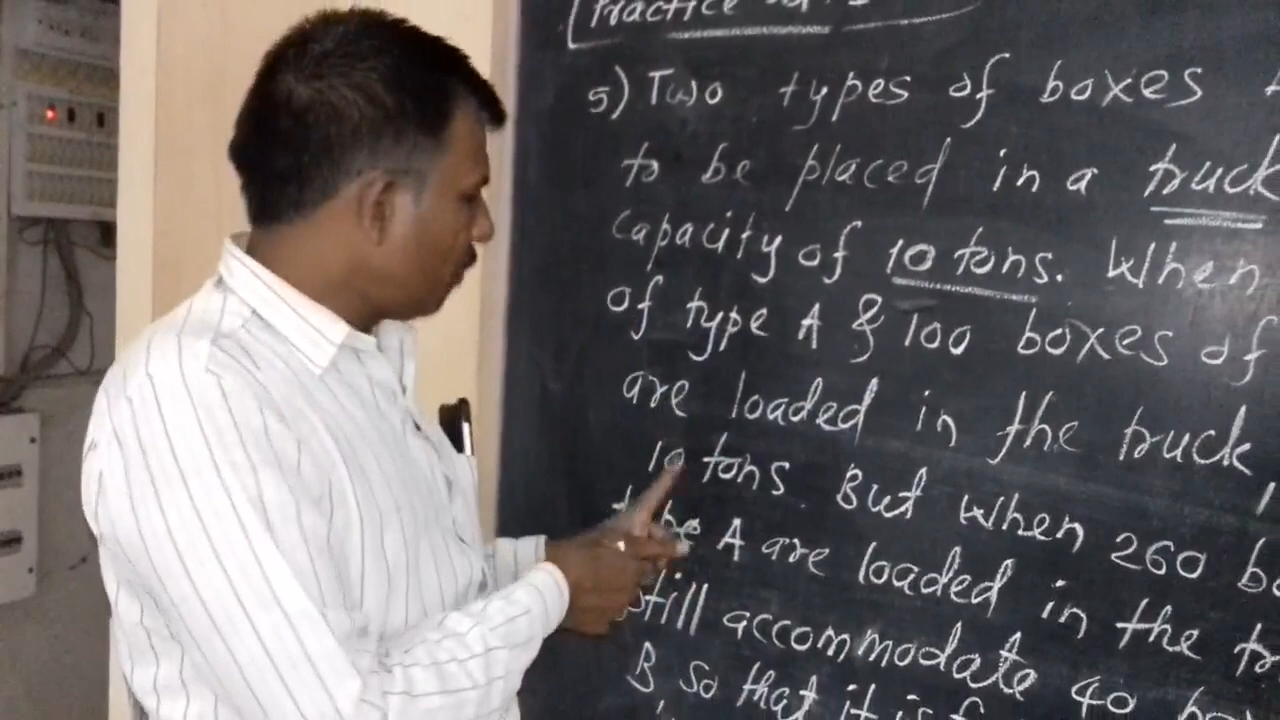 Practice
5) Two types of boxes
to be placed in a truck
capacity of 10 tons. When
of type A & 100 boxes of
are loaded in the truck
10 tons. But when 260 bo
A are loaded in the tr
still accommodate 40 box
B, so that it is f